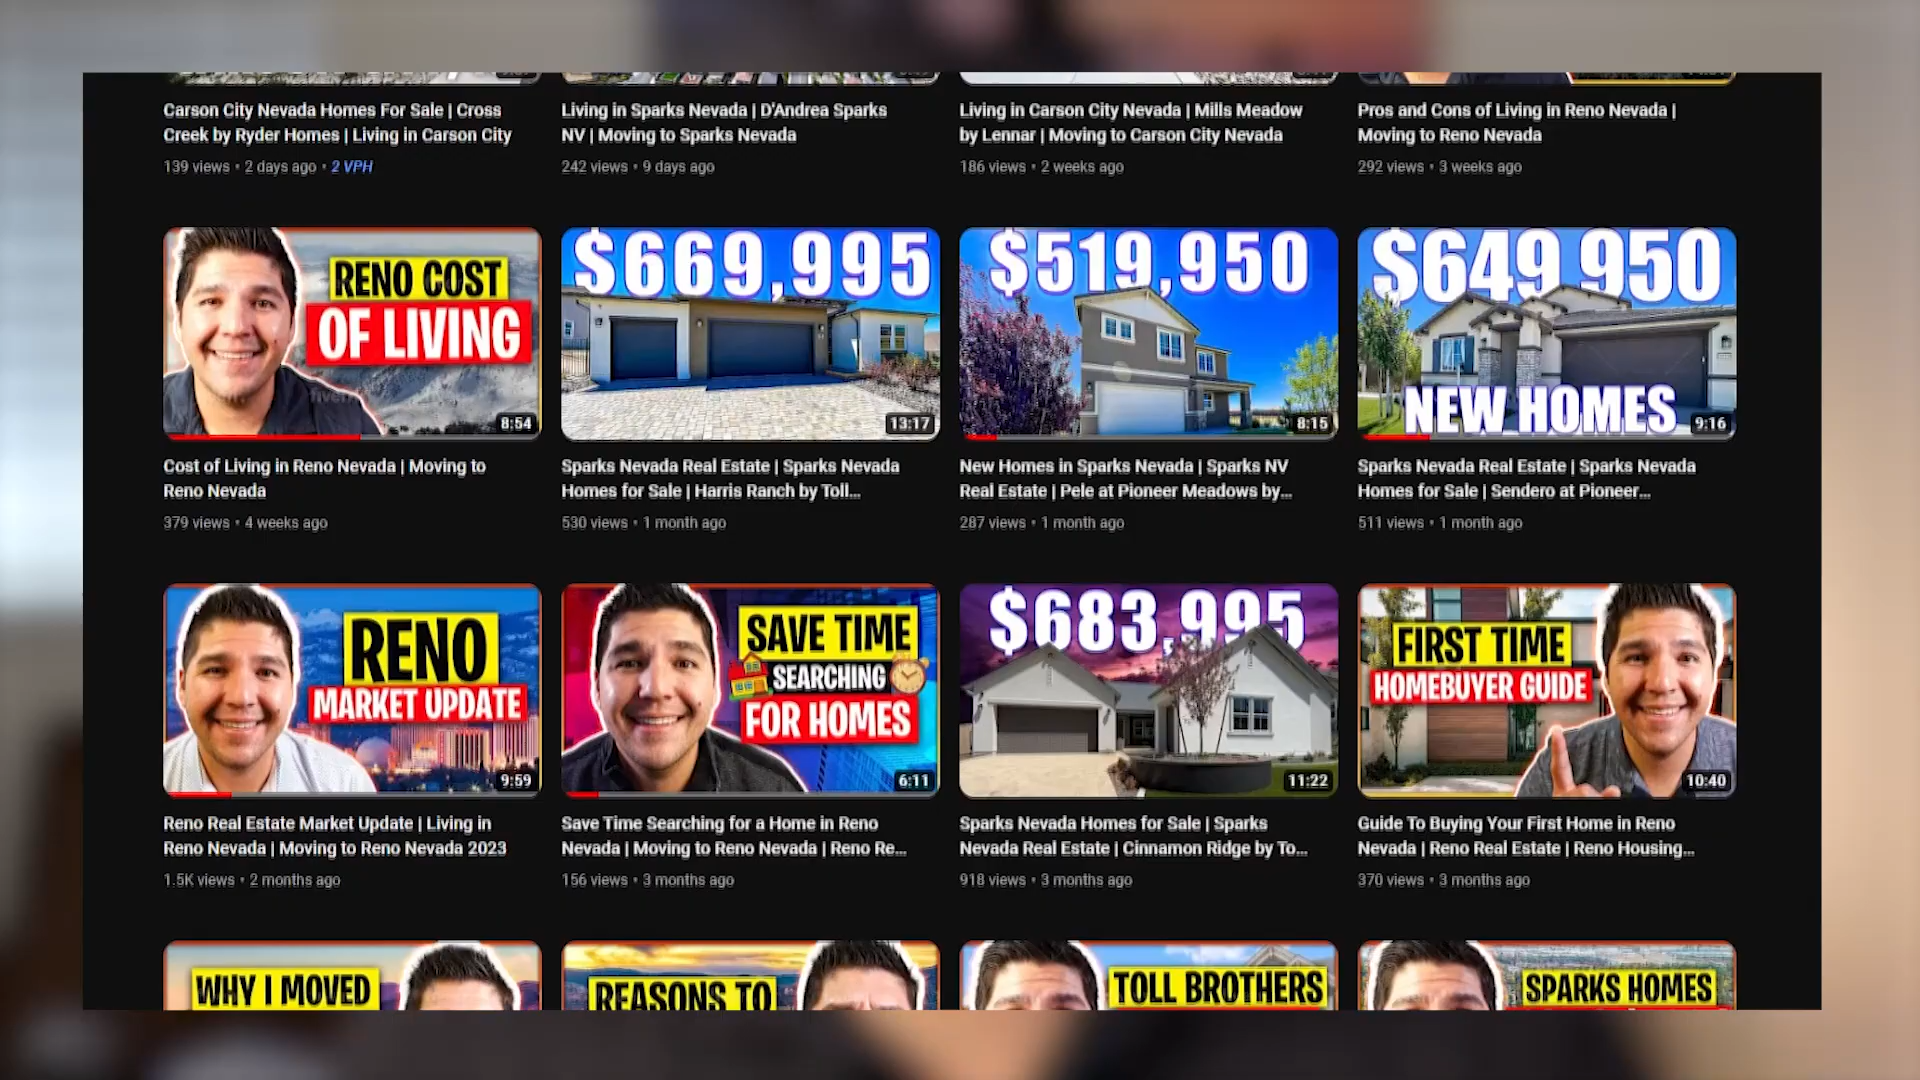 Carson City Nevada Homes For Sale | Cross
Creek by Ryder Homes | Living in Carson City
139 views • 2 days ago • 2 VPH
Living in Sparks Nevada | D'Andrea Sparks
NV | Moving to Sparks Nevada
242 views • 9 days ago
Living in Carson City Nevada | Mills Meadow
by Lennar | Moving to Carson City Nevada
186 views • 2 weeks ago
Pros and Cons of Living in Reno Nevada |
Moving to Reno Nevada
292 views • 3 weeks ago
RENO COST
OF LIVING
8:54
Cost of Living in Reno Nevada | Moving to
Reno Nevada
379 views • 4 weeks ago
$669,995
13:17
Sparks Nevada Real Estate | Sparks Nevada
Homes for Sale | Harris Ranch by Toll...
530 views • 1 month ago
$519,950
8:15
New Homes in Sparks Nevada | Sparks NV
Real Estate | Pele at Pioneer Meadows by...
287 views • 1 month ago
$649,950
NEW HOMES
9:16
Sparks Nevada Real Estate | Sparks Nevada
Homes for Sale | Sendero at Pioneer...
511 views • 1 month ago
RENO
MARKET UPDATE
9:59
Reno Real Estate Market Update | Living in
Reno Nevada | Moving to Reno Nevada 2023
1.5K views • 2 months ago
SAVE TIME
SEARCHING
FOR HOMES
6:11
Save Time Searching for a Home in Reno
Nevada | Moving to Reno Nevada | Reno Re...
156 views • 3 months ago
$683,995
11:22
Sparks Nevada Homes for Sale | Sparks
Nevada Real Estate | Cinnamon Ridge by To...
918 views • 3 months ago
FIRST TIME
HOMEBUYER GUIDE
10:40
Guide To Buying Your First Home in Reno
Nevada | Reno Real Estate | Reno Housing...
370 views • 3 months ago
WHY I MOVED
REASONS TO
TOLL BROTHERS
SPARKS HOMES